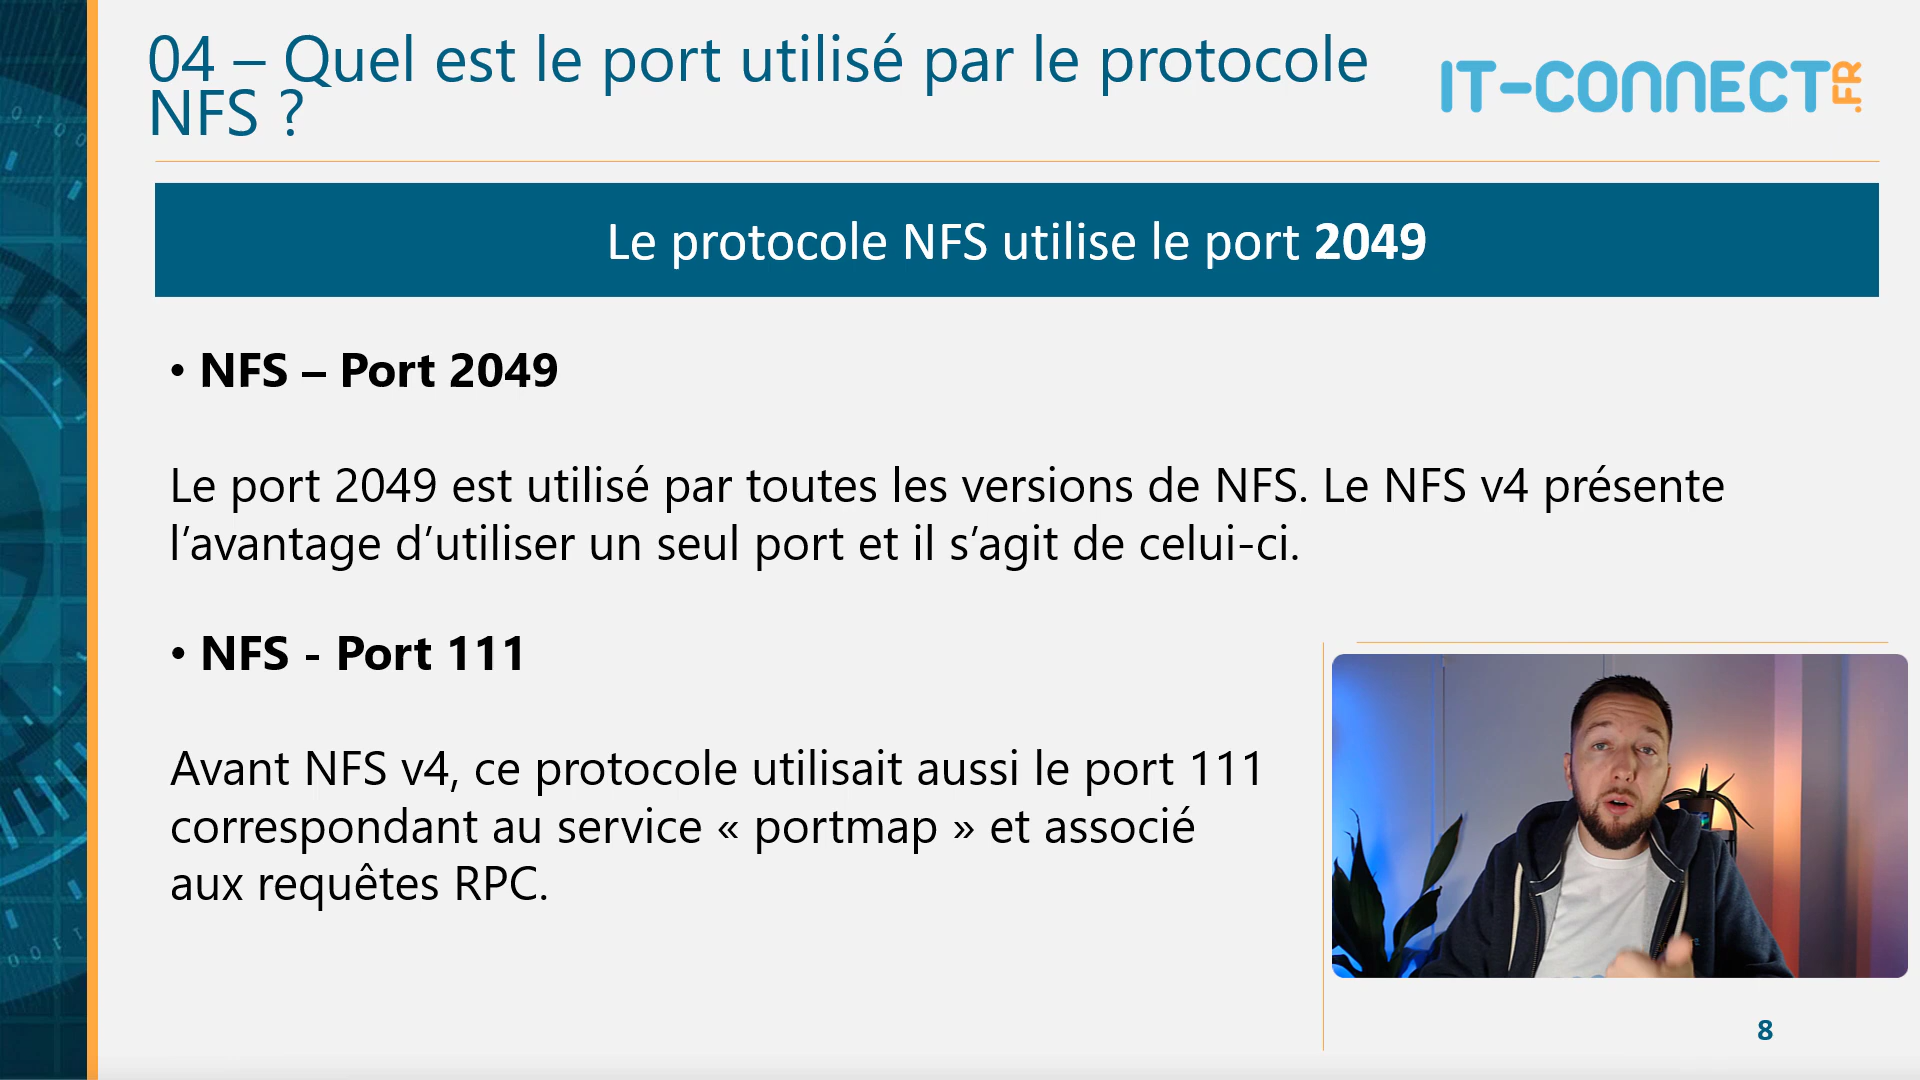 04 – Quel est le port utilisé par le protocole
NFS ?
IT-CONNECT.FR
Le protocole NFS utilise le port 2049
• NFS – Port 2049
Le port 2049 est utilisé par toutes les versions de NFS. Le NFS v4 présente
l’avantage d’utiliser un seul port et il s’agit de celui-ci.
• NFS - Port 111
Avant NFS v4, ce protocole utilisait aussi le port 111
correspondant au service « portmap » et associé
aux requêtes RPC.
8